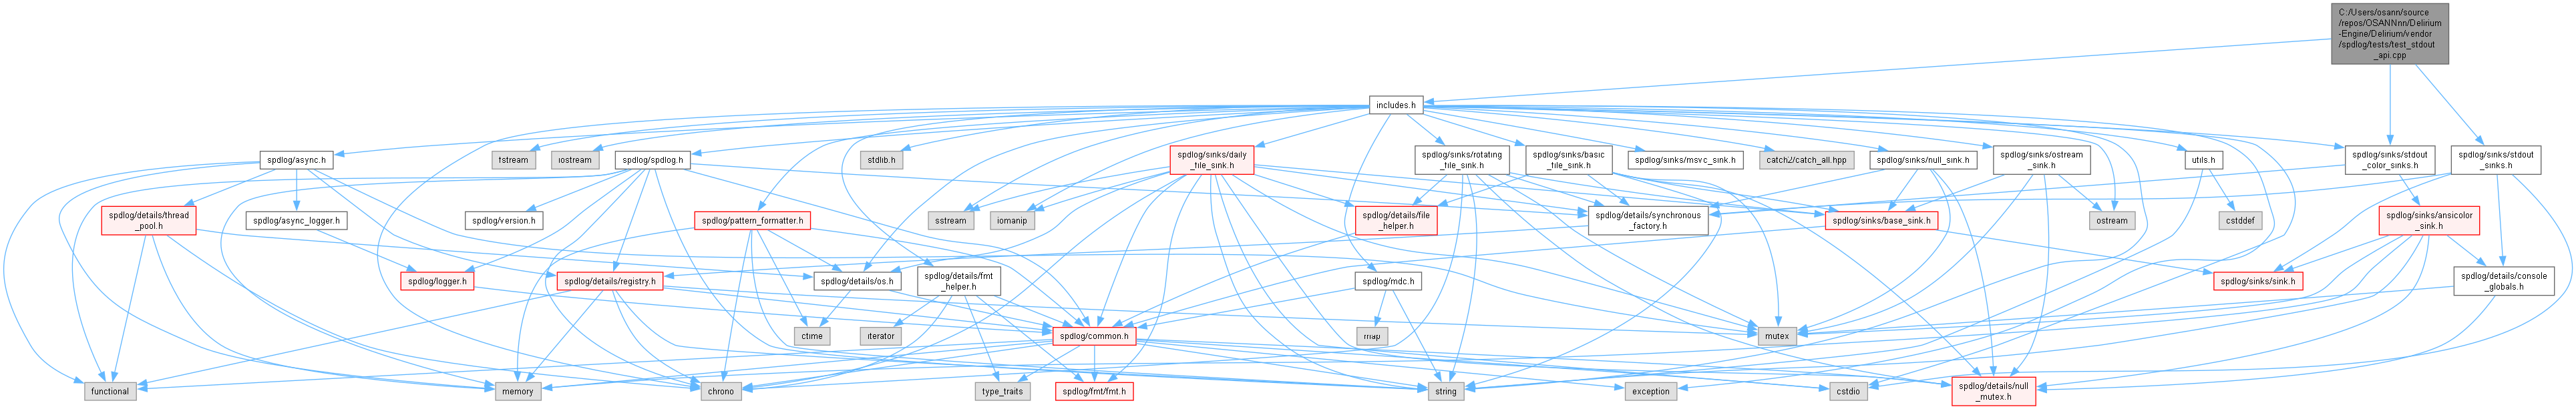 C:/Users/osann/source
/repos/OSANNnn/Delirium
-Engine/Delirium/vendor
/spdlog/tests/test_stdout
_api.cpp
includes.h
spdlog/async.h
fstream
iostream
spdlog/spdlog.h
stdlib.h
spdlog/sinks/daily
_file_sink.h
spdlog/sinks/rotating
_file_sink.h
spdlog/sinks/basic
_file_sink.h
spdlog/sinks/msvc_sink.h
catch2/catch_all.hpp
spdlog/sinks/null_sink.h
spdlog/sinks/ostream
_sink.h
utils.h
spdlog/sinks/stdout
_color_sinks.h
spdlog/sinks/stdout
_sinks.h
spdlog/details/thread
_pool.h
spdlog/async_logger.h
spdlog/version.h
spdlog/pattern_formatter.h
sstream
iomanip
spdlog/details/file
_helper.h
spdlog/details/synchronous
_factory.h
spdlog/sinks/base_sink.h
ostream
cstddef
spdlog/sinks/ansicolor
_sink.h
spdlog/logger.h
spdlog/details/registry.h
spdlog/details/os.h
spdlog/details/fmt
_helper.h
spdlog/mdc.h
spdlog/sinks/sink.h
spdlog/details/console
_globals.h
ctime
iterator
spdlog/common.h
map
mutex
functional
memory
chrono
type_traits
spdlog/fmt/fmt.h
string
exception
cstdio
spdlog/details/null
_mutex.h